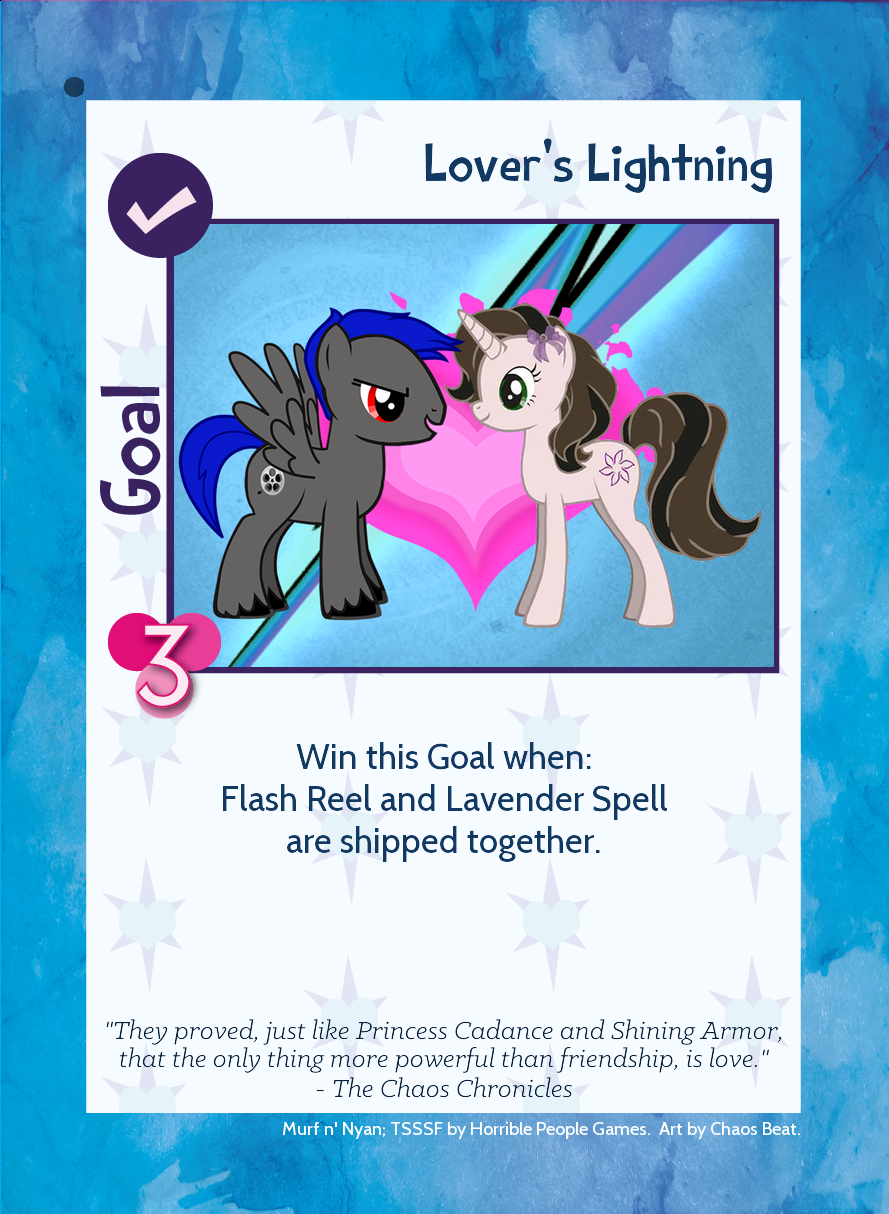 Lover's Lightning
Goal
3
Win this Goal when:
Flash Reel and Lavender Spell
are shipped together.
"They proved, just like Princess Cadance and Shining Armor,
that the only thing more powerful than friendship, is love."
- The Chaos Chronicles
Murf n' Nyan; TSSSF by Horrible People Games.  Art by Chaos Beat.